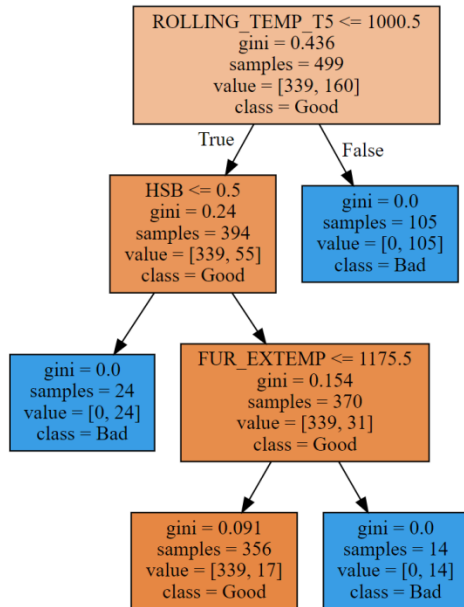 ROLLING_TEMP_T5 <= 1000.5
gini = 0.436
samples = 499
value = [339, 160]
class = Good
True
False
HSB <= 0.5
gini = 0.24
samples = 394
value = [339, 55]
class = Good
gini = 0.0
samples = 105
value = [0, 105]
class = Bad
gini = 0.0
samples = 24
value = [0, 24]
class = Bad
FUR_EXTEMP <= 1175.5
gini = 0.154
samples = 370
value = [339, 31]
class = Good
gini = 0.091
samples = 356
value = [339, 17]
class = Good
gini = 0.0
samples = 14
value = [0, 14]
class = Bad